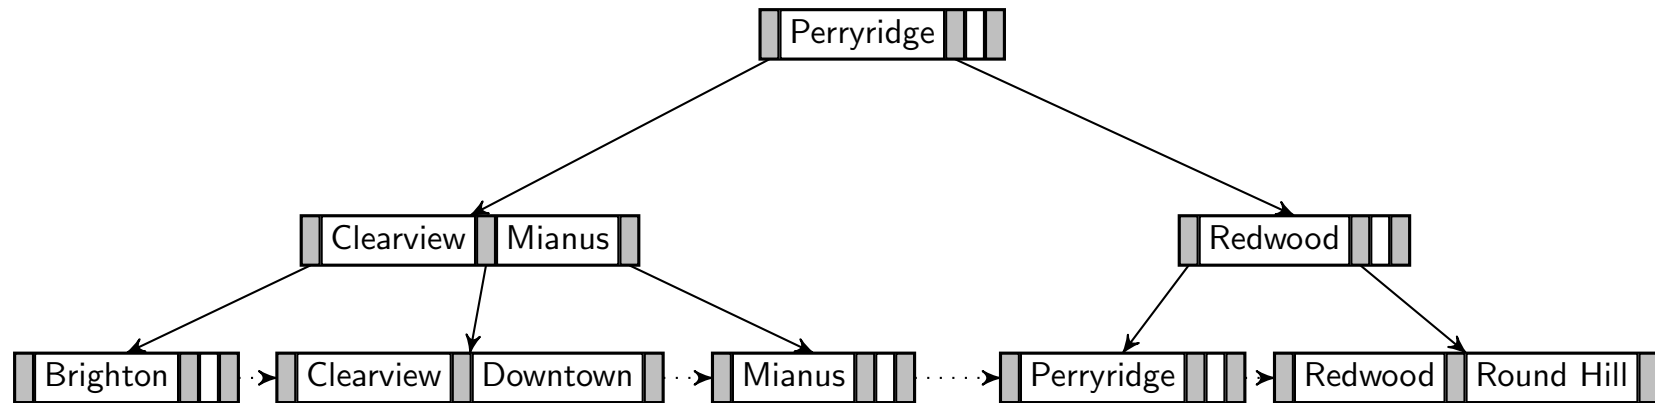 Perryridge
Clearview Mianus Redwood
Brighton Clearview Downtown Mianus Perryridge Redwood Round Hill